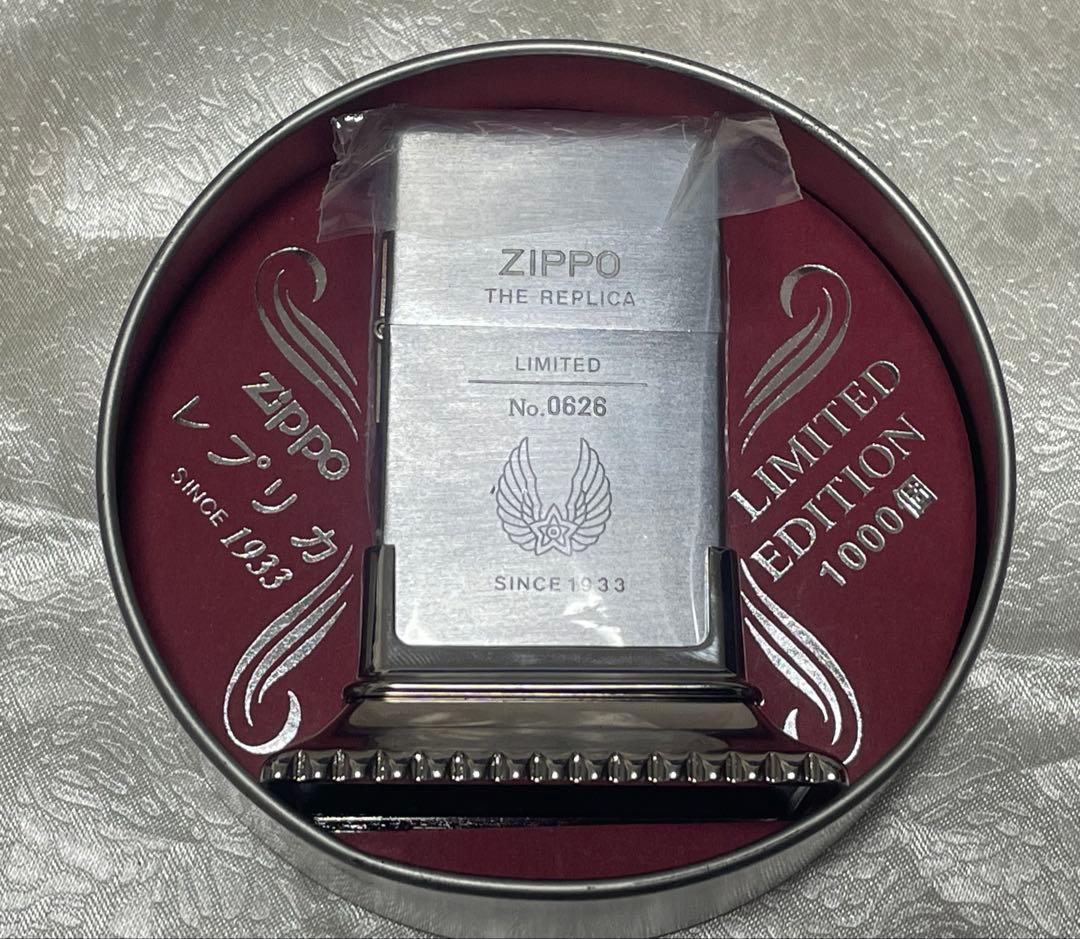 ZIPPO
THE REPLICA
LIMITED
No.0626
SINCE 1933
zippo
レプリカ
SINCE 1933
LIMITED
EDITION
1000個